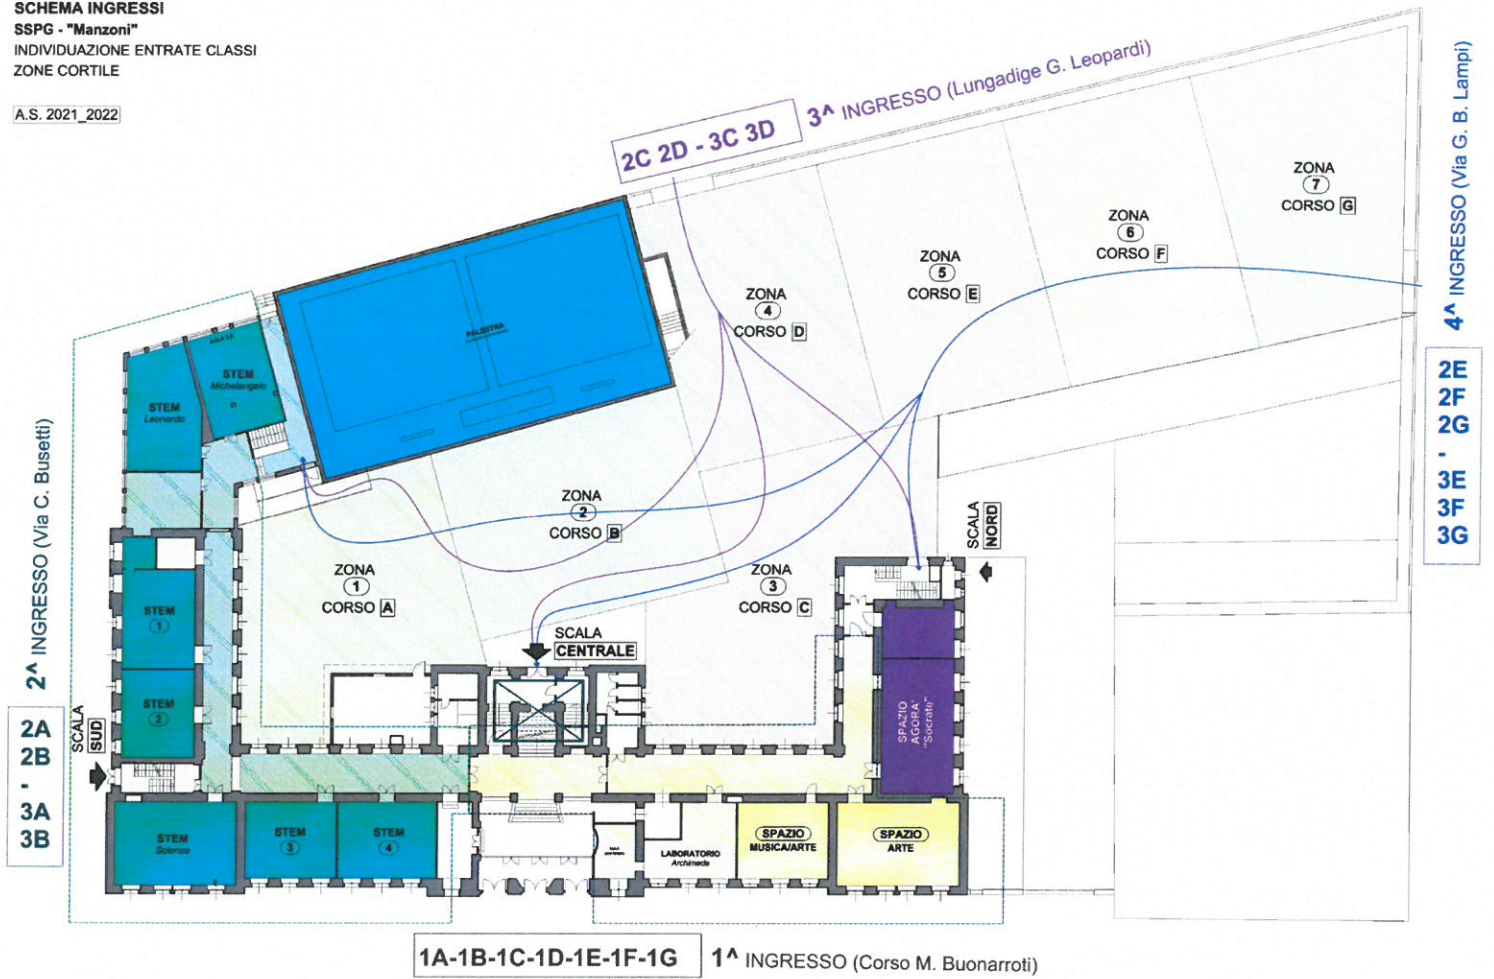 SCHEMA INGRESSI
SSPG - "Manzoni"
INDIVIDUAZIONE ENTRATE CLASSI
ZONE CORTILE
A.S. 2021_2022
2C 2D - 3C 3D
3^ INGRESSO (Lungadige G. Leopardi)
4^ INGRESSO (Via G. B. Lampi)
2E
2F
2G
-
3E
3F
3G
ZONA
7
CORSO G
ZONA
6
CORSO F
ZONA
5
CORSO E
ZONA
4
CORSO D
PALESTRA
STEM
Michelangelo
STEM
Leonardo
ZONA
2
CORSO B
ZONA
1
CORSO A
ZONA
3
CORSO C
SCALA
NORD
SCALA
CENTRALE
STEM
1
STEM
2
2^ INGRESSO (Via C. Busetti)
2A
2B
-
3A
3B
SCALA
SUD
SPAZIO
AGORA'
"Socrate"
STEM
Scienze
STEM
3
STEM
4
LABORATORIO
Archimede
SPAZIO
MUSICA/ARTE
SPAZIO
ARTE
1A-1B-1C-1D-1E-1F-1G
1^ INGRESSO (Corso M. Buonarroti)